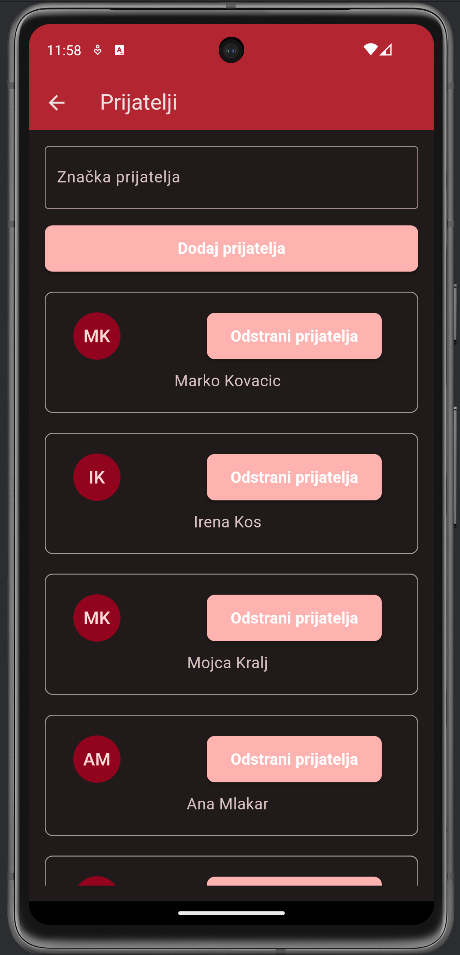 11:58
A
Prijatelji
Značka prijatelja
Dodaj prijatelja
MK
Odstrani prijatelja
Marko Kovacic
IK
Odstrani prijatelja
Irena Kos
MK
Odstrani prijatelja
Mojca Kralj
AM
Odstrani prijatelja
Ana Mlakar